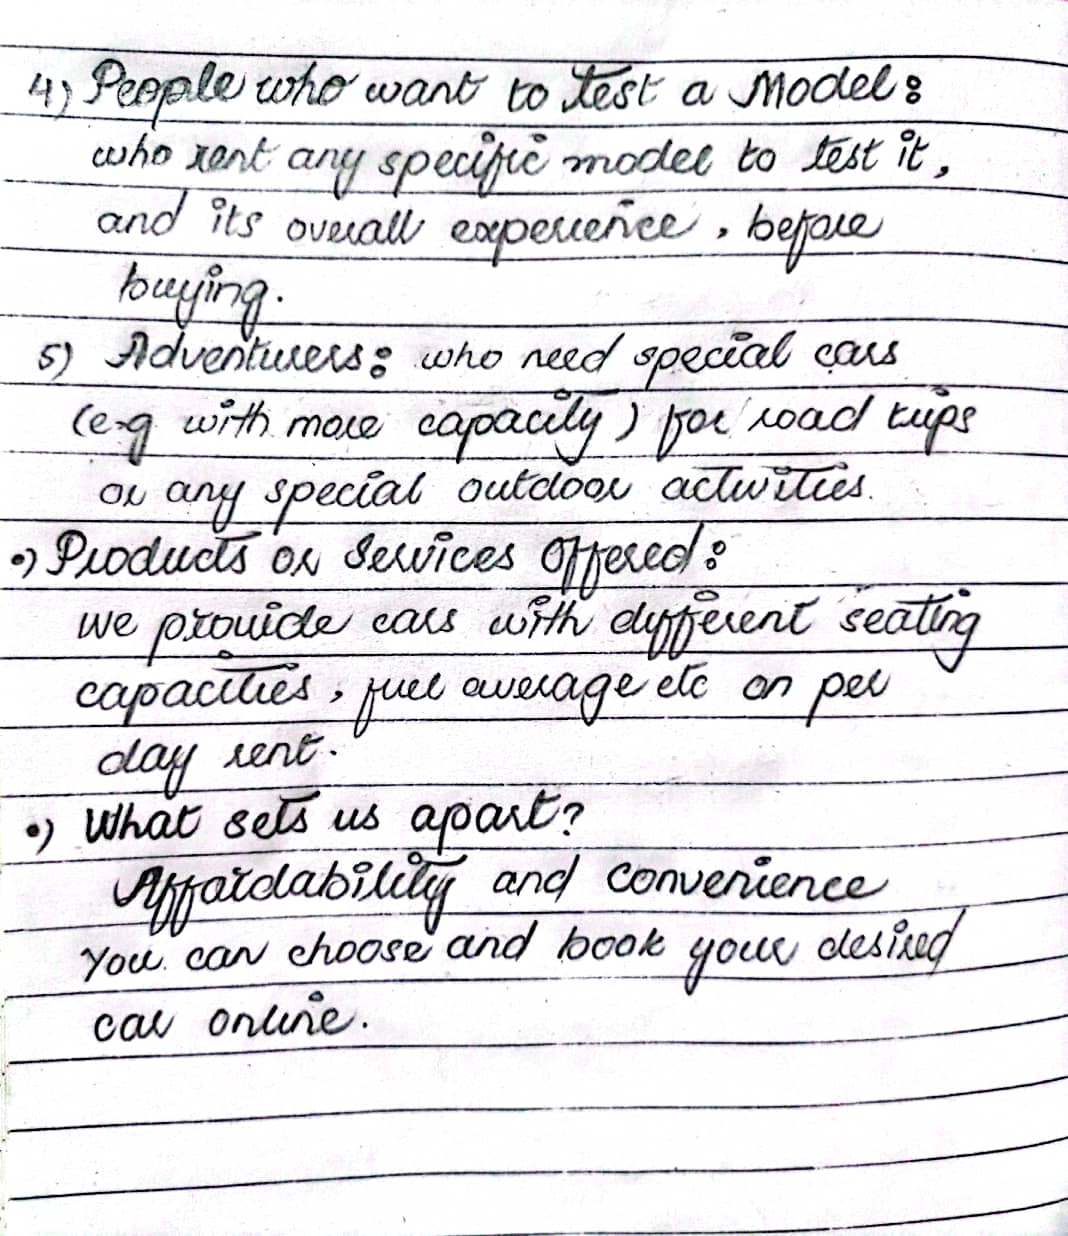 4) People who want to test a Model:
who rent any specific model to test it,
and its overall experience, before
buying.
5) Adventurers: who need special cars
(e-g with more capacity) for road trips
or any special outdoor activities.
•) Products or Services Offered:
we provide cars with different seating
capacities, fuel average etc on per
day rent.
•) What sets us apart?
Affordability and convenience
You can choose and book your desired
car online.